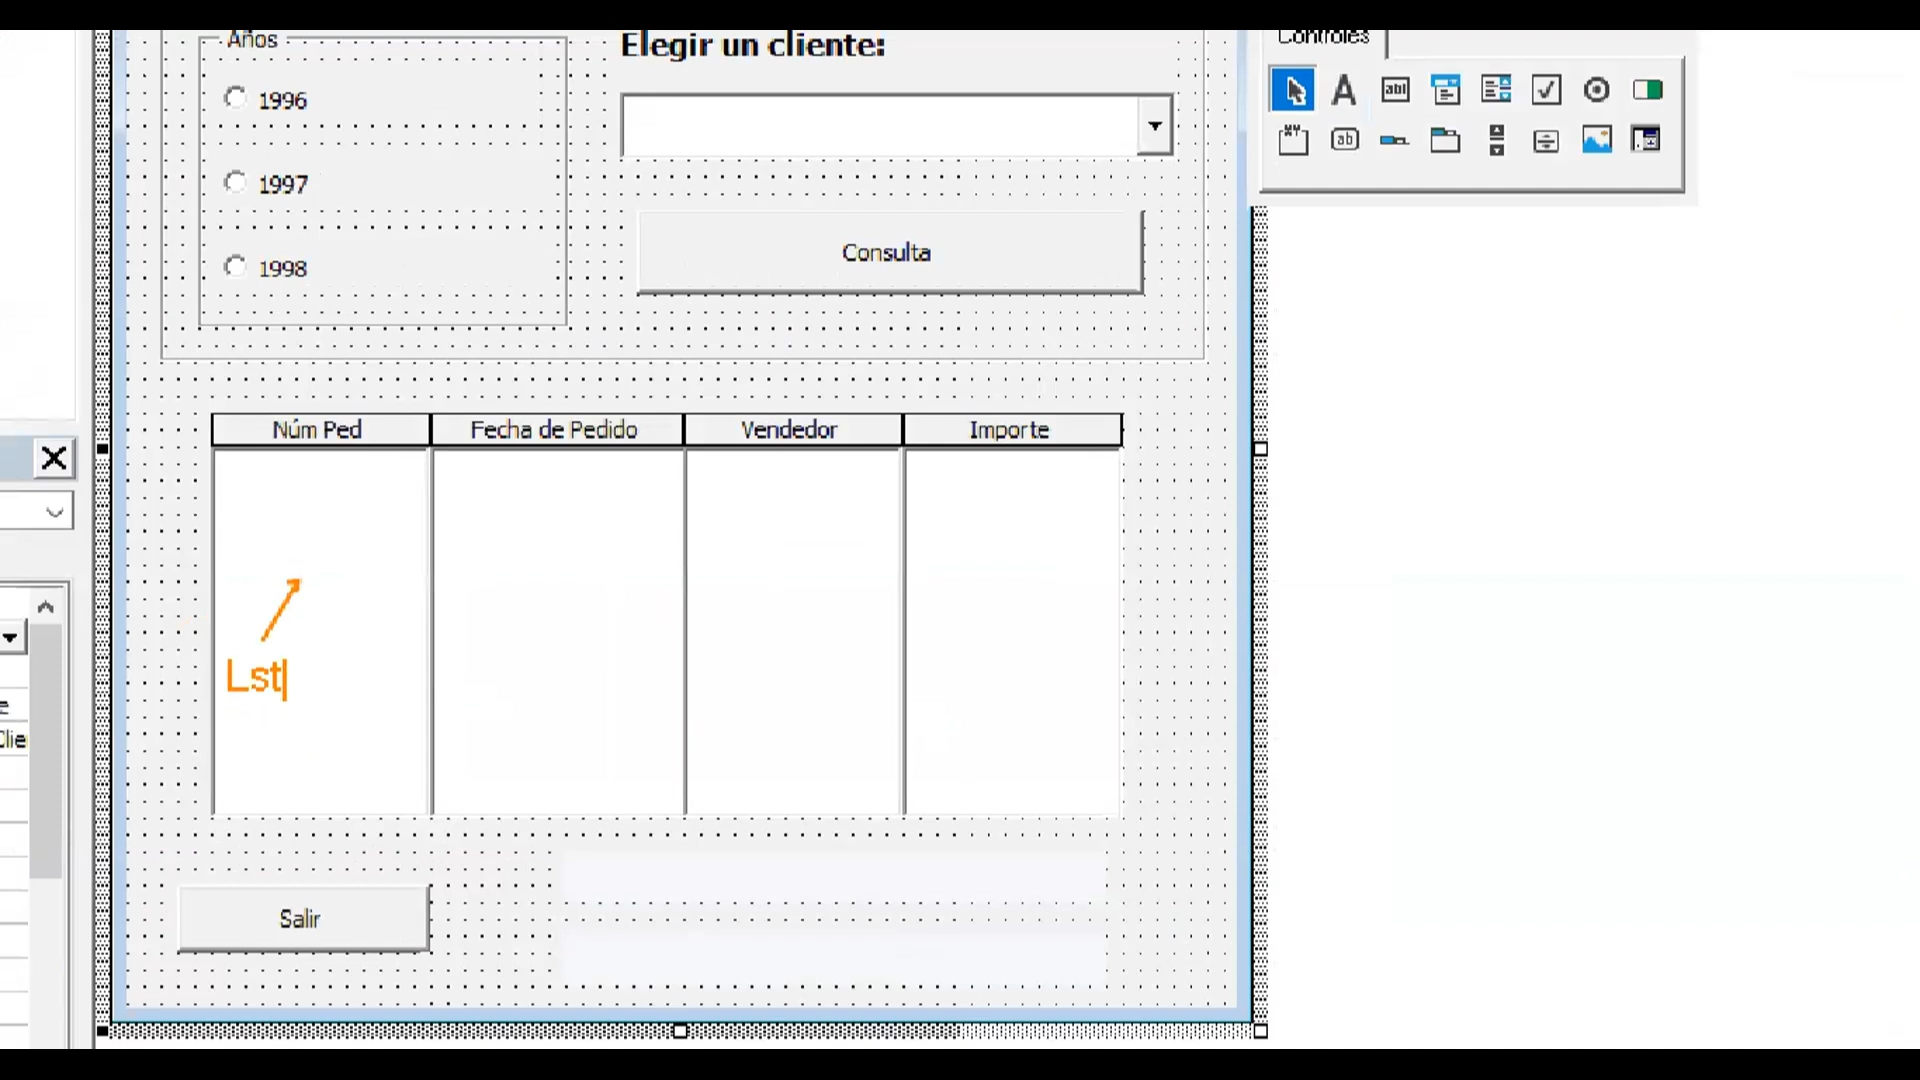 Años
Elegir un cliente:
Controles
1996
1997
1998
Consulta
Núm Ped
Fecha de Pedido
Vendedor
Importe
Lst
Salir